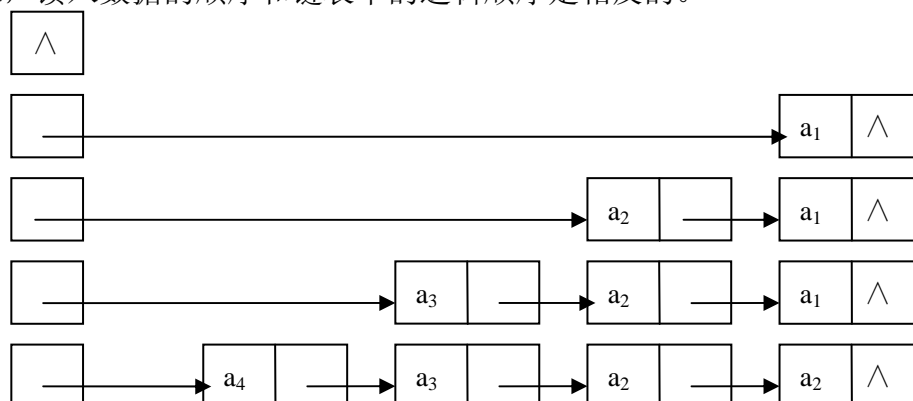 读入数据的顺序和链表中的逻辑顺序是相反的。
∧
a₁ ∧
a₂ a₁ ∧
a₃ a₂ a₁ ∧
a₄ a₃ a₂ a₂ ∧